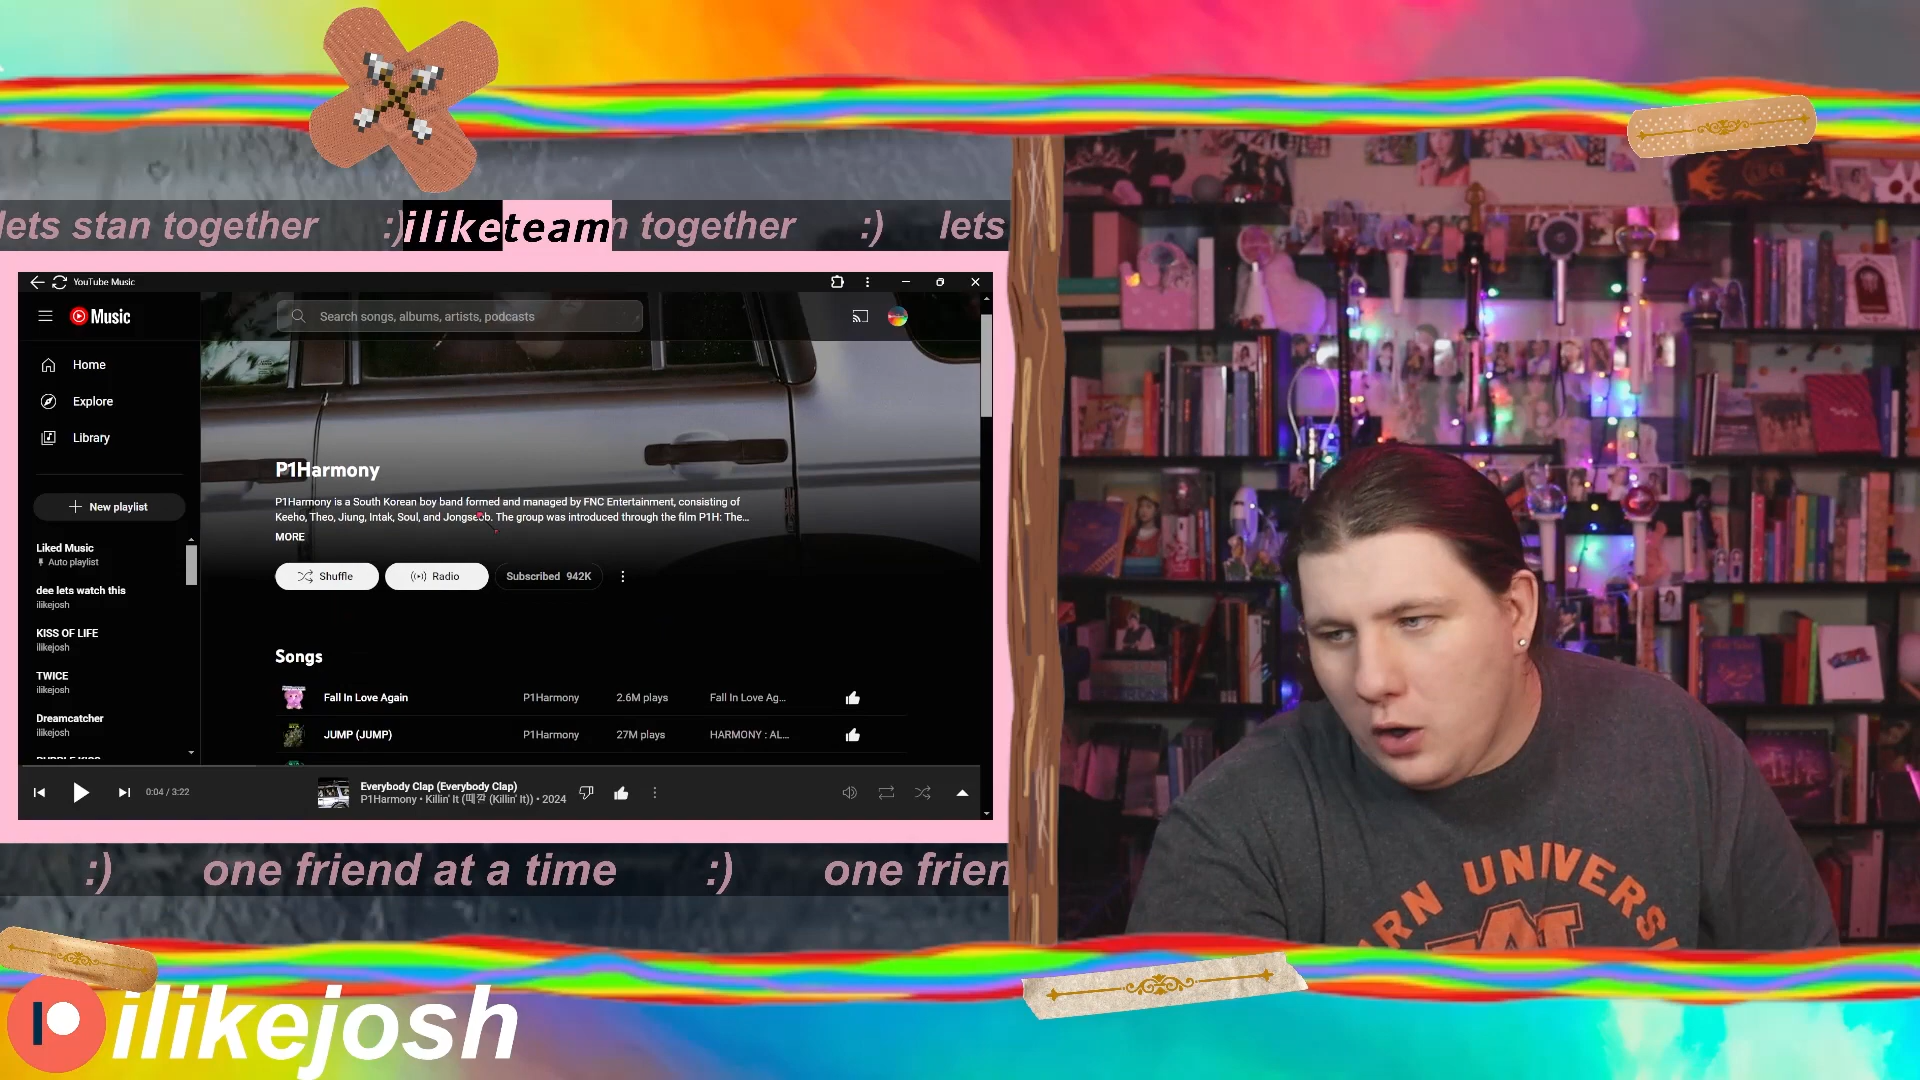 lets stan together :) iliketeam n together :) lets
YouTube Music
Music
Search songs, albums, artists, podcasts
Home
Explore
Library
New playlist
Liked Music
Auto playlist
dee lets watch this
ilikejosh
KISS OF LIFE
ilikejosh
TWICE
ilikejosh
Dreamcatcher
ilikejosh
P1Harmony
P1Harmony is a South Korean boy band formed and managed by FNC Entertainment, consisting of
Keeho, Theo, Jiung, Intak, Soul, and Jongseob. The group was introduced through the film P1H: The...
MORE
Shuffle
Radio
Subscribed 942K
Songs
Fall In Love Again P1Harmony 2.6M plays Fall In Love Ag...
JUMP (JUMP) P1Harmony 27M plays HARMONY : AL...
0:04 / 3:22
Everybody Clap (Everybody Clap)
P1Harmony • Killin' It (때깔 (Killin' It)) • 2024
:) one friend at a time :) one frien
RN UNIVERS
ilikejosh